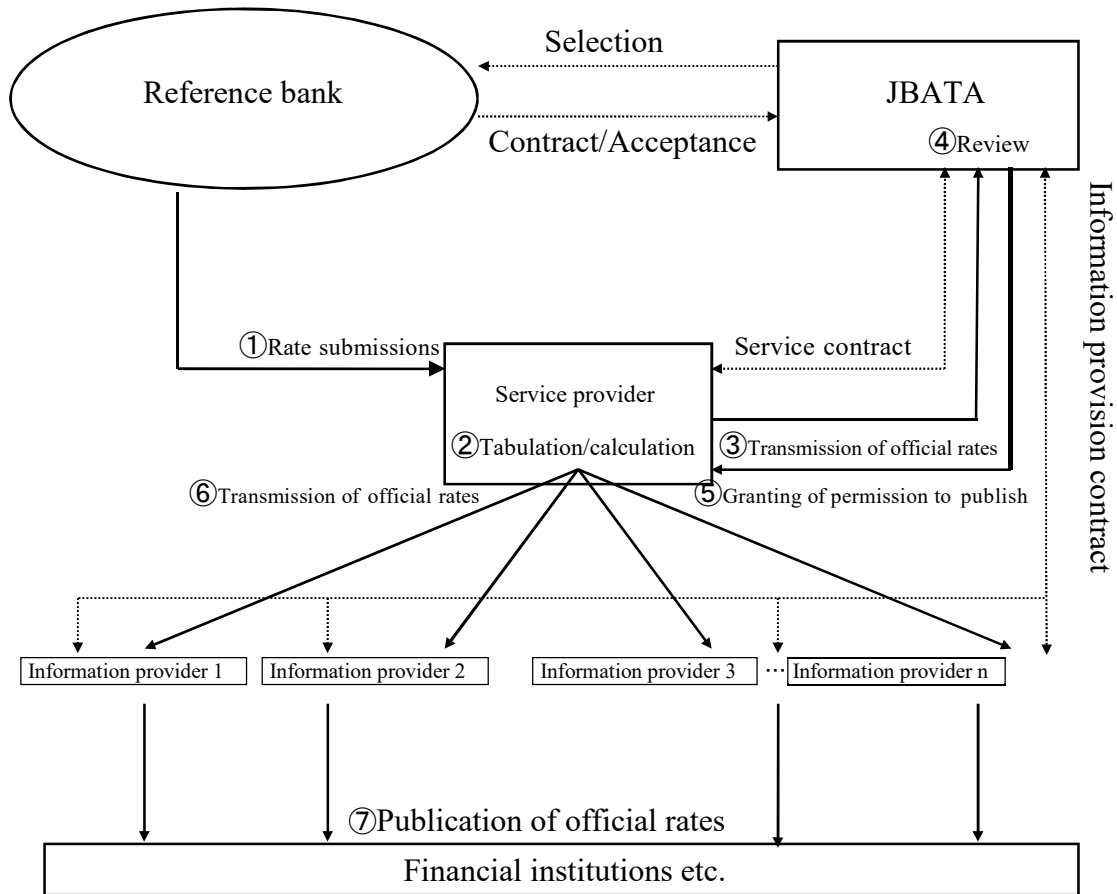 Selection
Reference bank
JBATA
Contract/Acceptance
④Review
Information provision contract
①Rate submissions
Service contract
Service provider
②Tabulation/calculation
③Transmission of official rates
⑥Transmission of official rates
⑤Granting of permission to publish
Information provider 1
Information provider 2
Information provider 3
…
Information provider n
⑦Publication of official rates
Financial institutions etc.